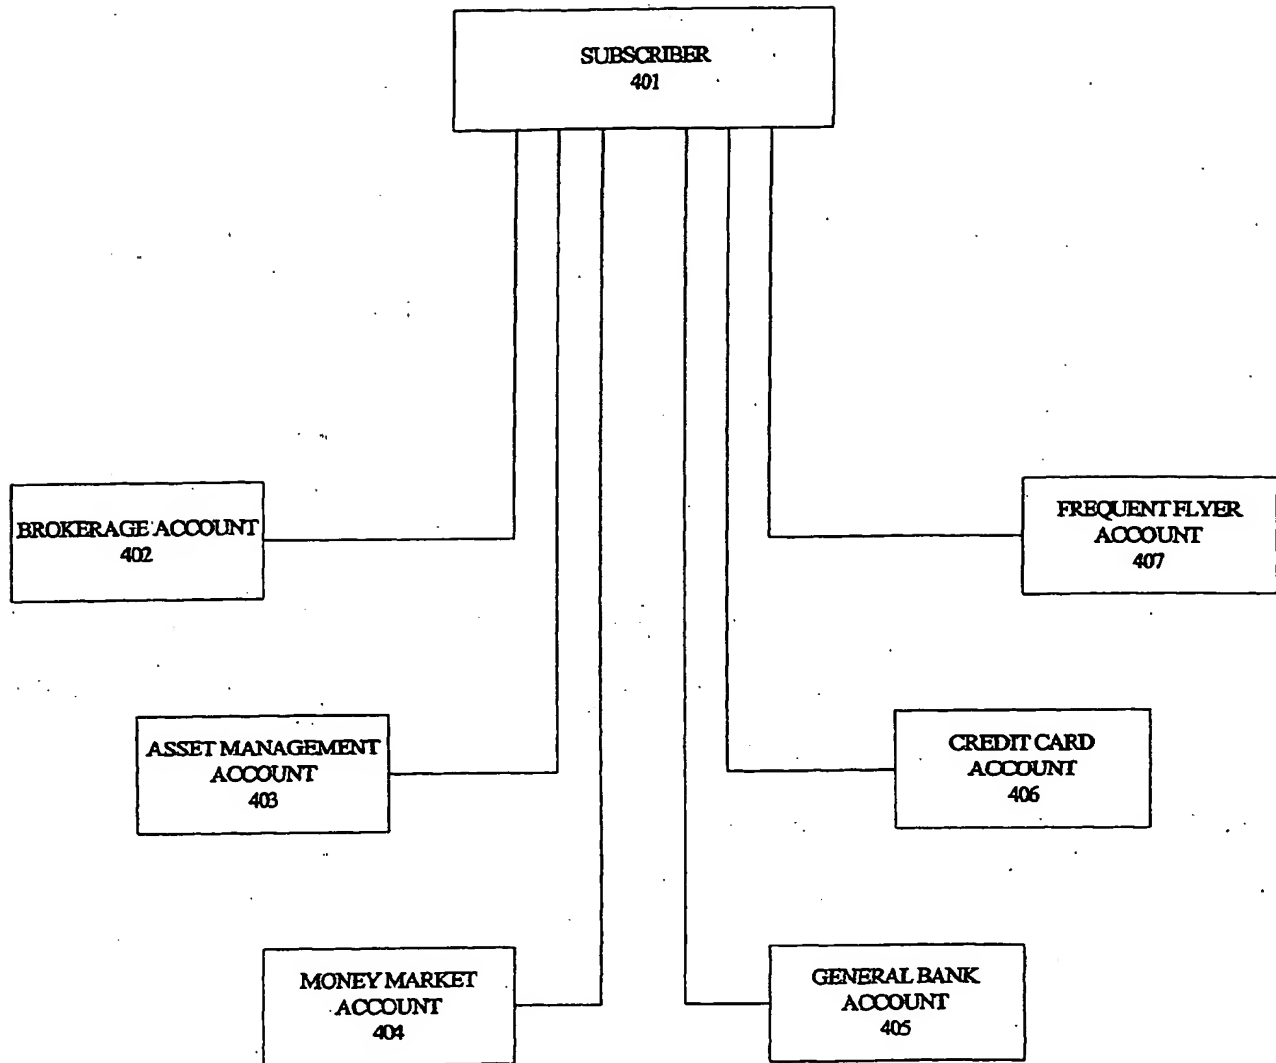 SUBSCRIBER
401
BROKERAGE ACCOUNT
402
FREQUENT FLYER
ACCOUNT
407
ASSET MANAGEMENT
ACCOUNT
403
CREDIT CARD
ACCOUNT
406
MONEY MARKET
ACCOUNT
404
GENERAL BANK
ACCOUNT
405